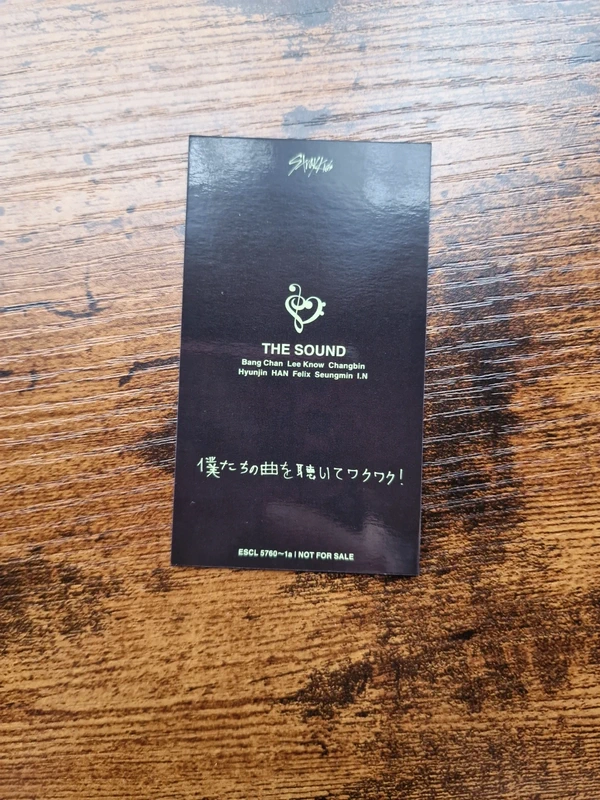 Stray Kids
THE SOUND
Bang Chan Lee Know Changbin
Hyunjin HAN Felix Seungmin I.N
僕たちの曲を聴いてワクワク!
ESCL 5760~1a | NOT FOR SALE